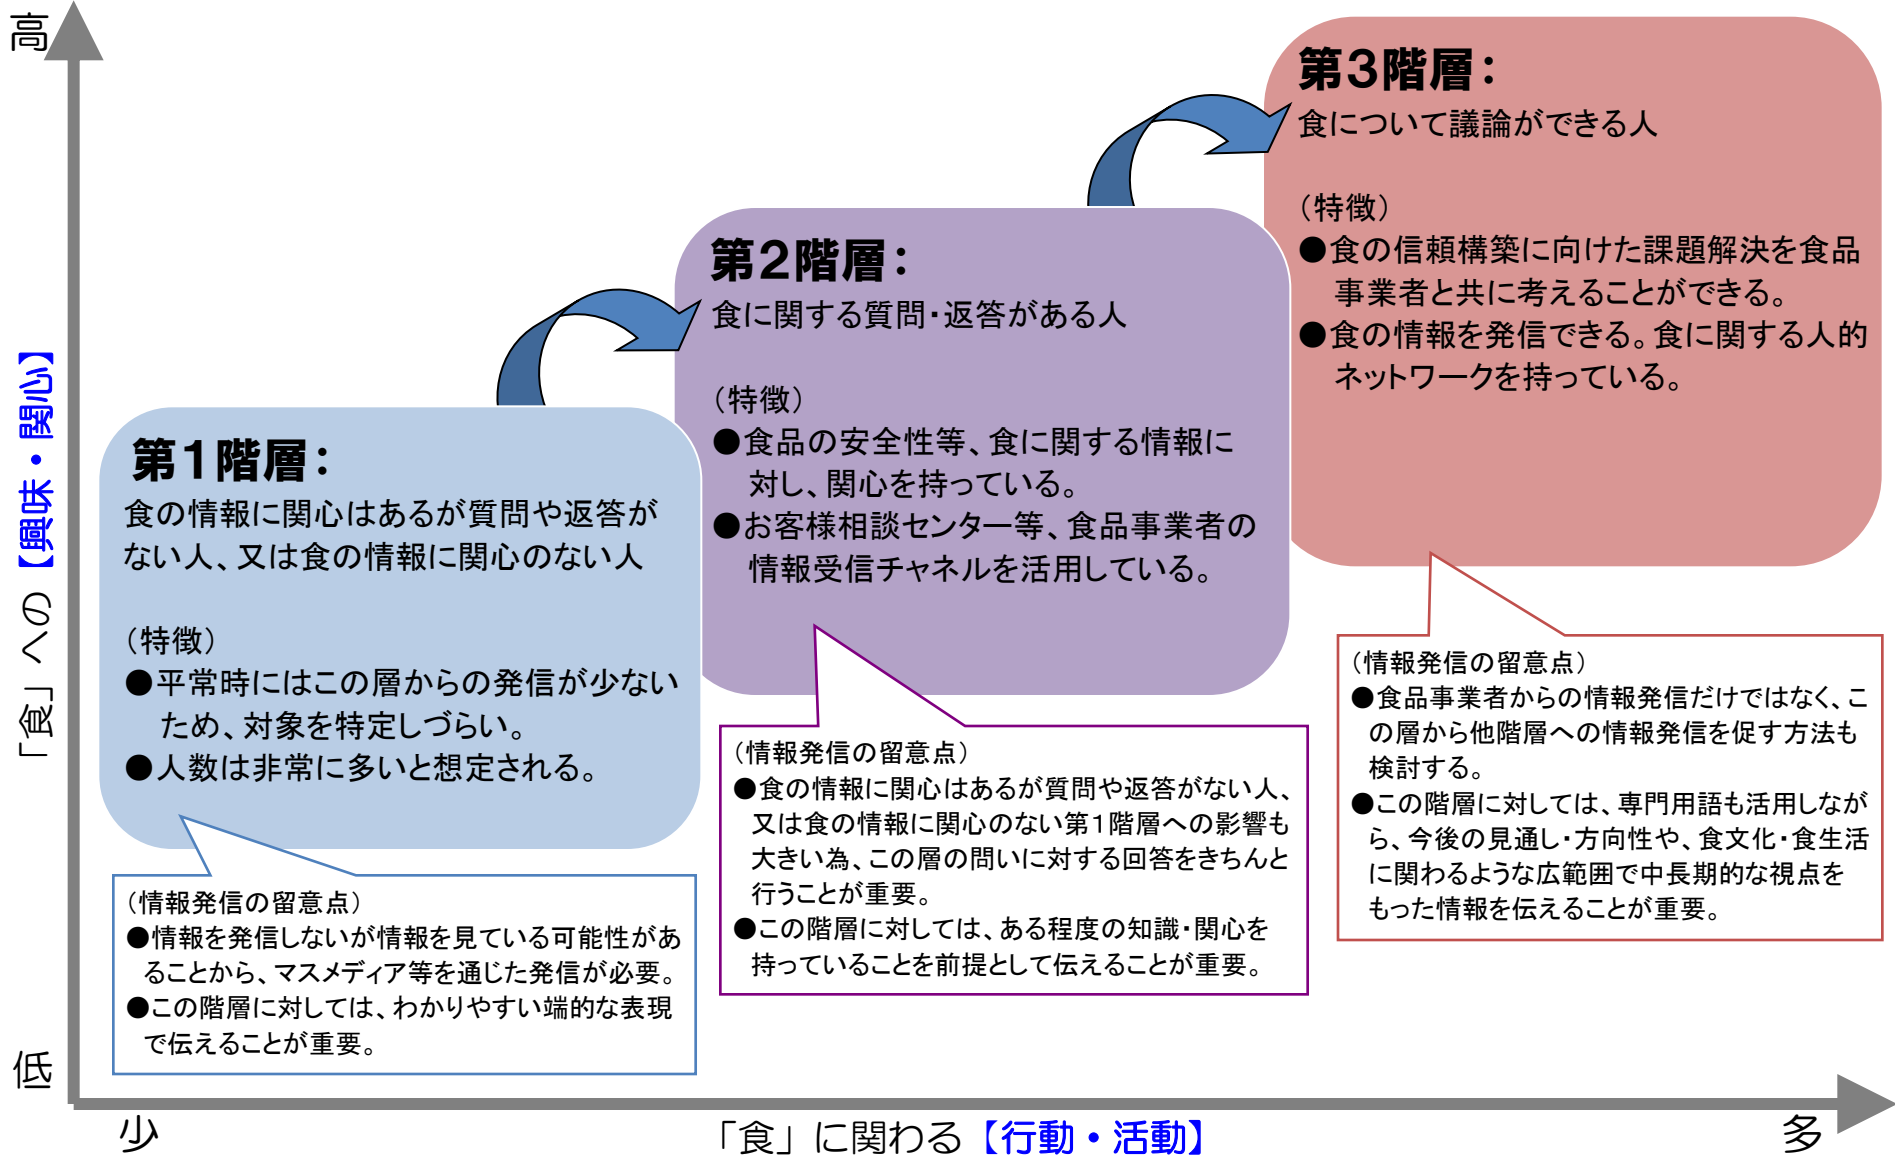 高
「食」への【興味・関心】
低
第1階層：
食の情報に関心はあるが質問や返答が
ない人、又は食の情報に関心のない人
（特徴）
●平常時にはこの層からの発信が少ない
ため、対象を特定しづらい。
●人数は非常に多いと想定される。
（情報発信の留意点）
●情報を発信しないが情報を見ている可能性があ
ることから、マスメディア等を通じた発信が必要。
●この階層に対しては、わかりやすい端的な表現
で伝えることが重要。
第2階層：
食に関する質問・返答がある人
（特徴）
●食品の安全性等、食に関する情報に
対し、関心を持っている。
●お客様相談センター等、食品事業者の
情報受信チャネルを活用している。
（情報発信の留意点）
●食の情報に関心はあるが質問や返答がない人、
又は食の情報に関心のない第1階層への影響も
大きい為、この層の問いに対する回答をきちんと
行うことが重要。
●この階層に対しては、ある程度の知識・関心を
持っていることを前提として伝えることが重要。
第3階層：
食について議論ができる人
（特徴）
●食の信頼構築に向けた課題解決を食品
事業者と共に考えることができる。
●食の情報を発信できる。食に関する人的
ネットワークを持っている。
（情報発信の留意点）
●食品事業者からの情報発信だけではなく、こ
の層から他階層への情報発信を促す方法も
検討する。
●この階層に対しては、専門用語も活用しなが
ら、今後の見通し・方向性や、食文化・食生活
に関わるような広範囲で中長期的な視点を
もった情報を伝えることが重要。
少
「食」に関わる【行動・活動】
多